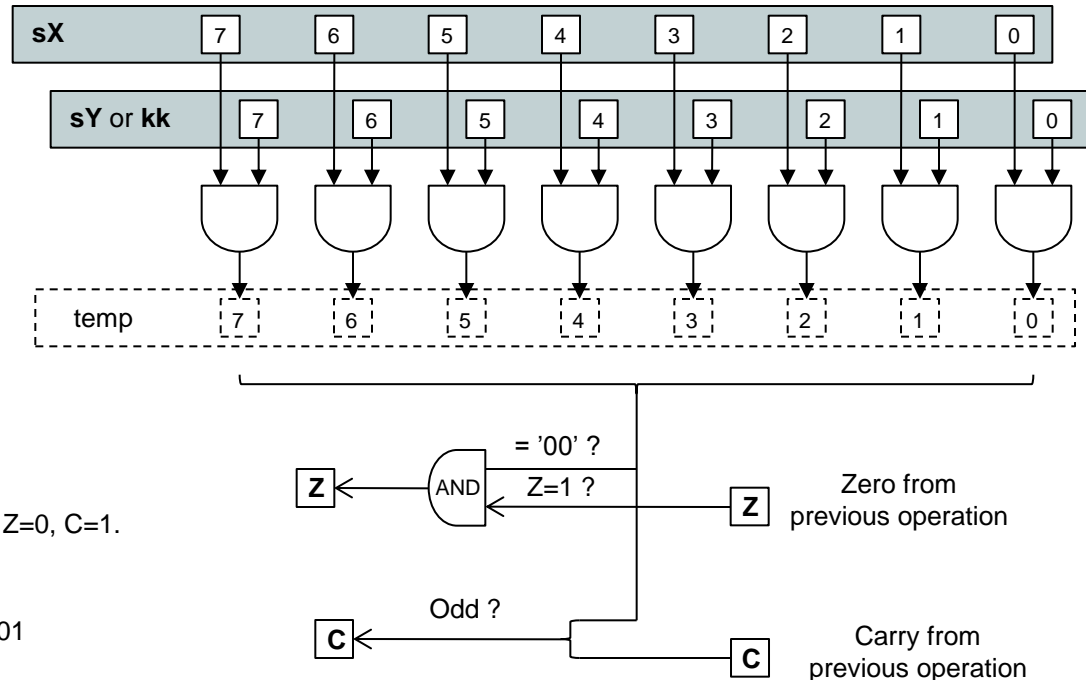 sX 7 6 5 4 3 2 1 0
sY or kk 7 6 5 4 3 2 1 0
temp 7 6 5 4 3 2 1 0
= '00' ?
Z AND Z=1 ? Z
Zero from
previous operation
Z=0, C=1.
Odd ?
01
C C
Carry from
previous operation